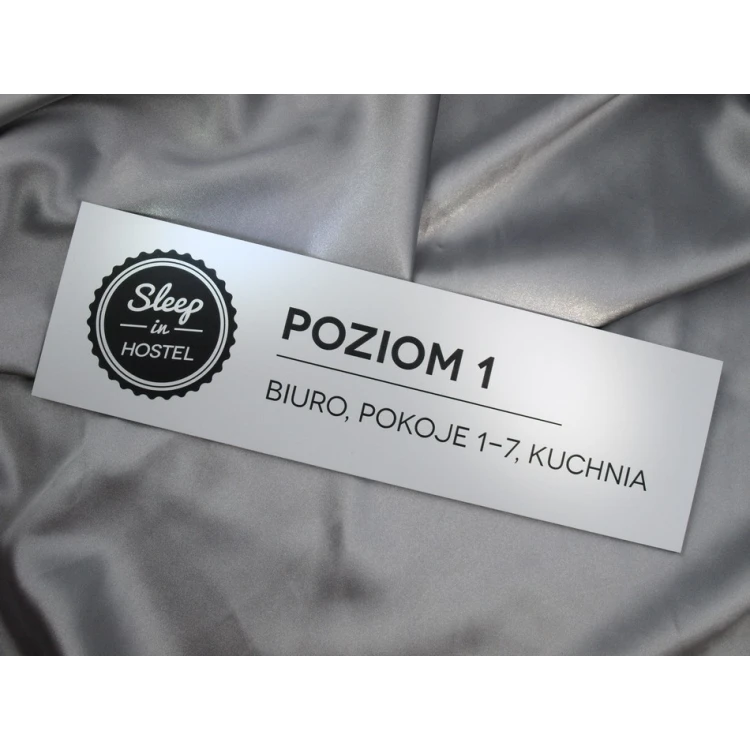 Sleep
in
HOSTEL
POZIOM 1
BIURO, POKOJE 1–7, KUCHNIA